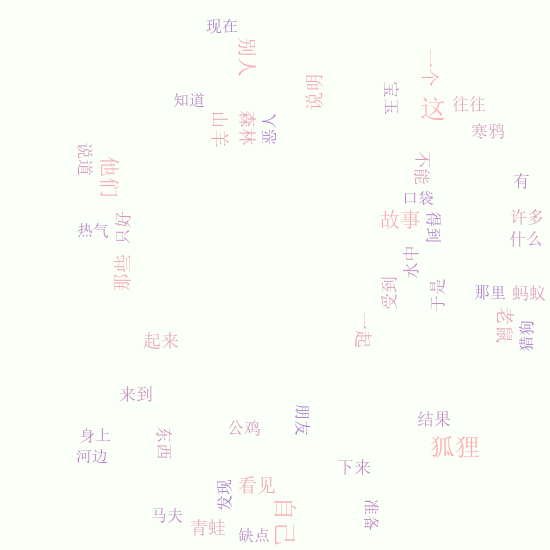 现在
别人
说明
一个
宝玉
这
往往
知道
山羊
森林
恶人
寒鸦
说道
他们
不能
有
口袋
热气
只好
故事
得到
许多
什么
水中
那些
受到
于是
那里
蚂蚁
老鼠
猎狗
起来
一起
来到
身上
河边
东西
公鸡
朋友
结果
狐狸
下来
看见
发现
马夫
青蛙
自己
缺点
准备